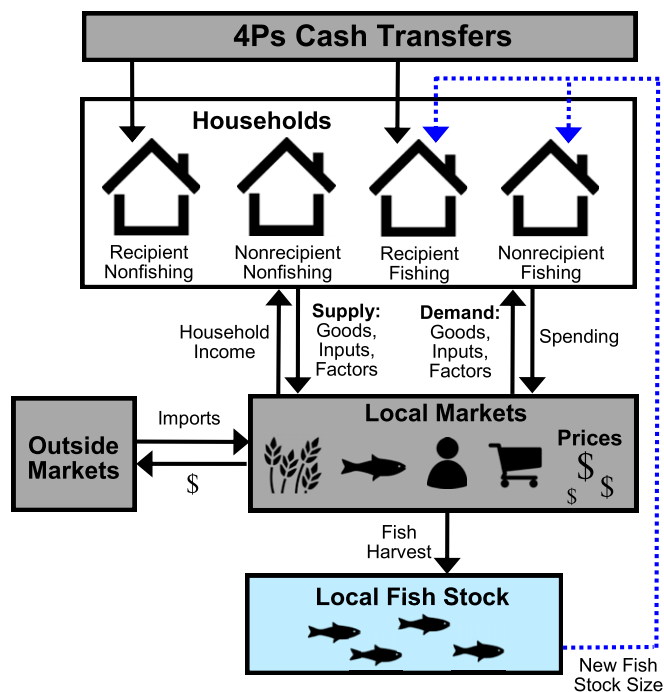 4Ps Cash Transfers
Households
Recipient
Nonfishing
Nonrecipient
Nonfishing
Recipient
Fishing
Nonrecipient
Fishing
Household
Income
Supply:
Goods,
Inputs,
Factors
Demand:
Goods,
Inputs,
Factors
Spending
Outside
Markets
Imports
$
Local Markets
Prices
$
$
$
Fish
Harvest
Local Fish Stock
New Fish
Stock Size